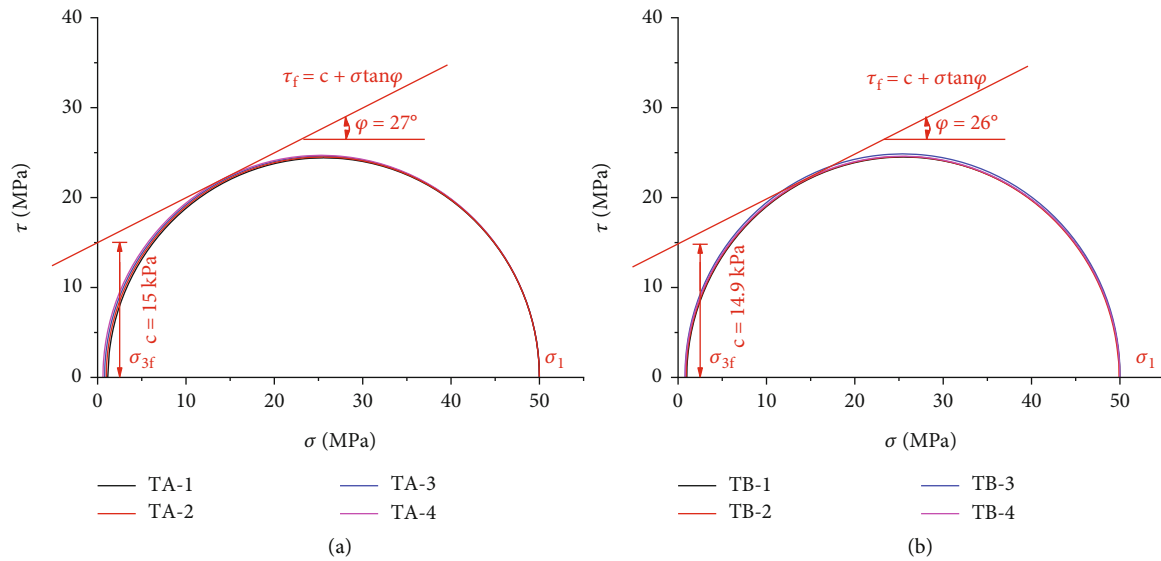 40
30
20
10
0
τ (MPa)
τf = c + σtanφ
φ = 27°
c = 15 kPa
σ3f
σ1
0 10 20 30 40 50
σ (MPa)
TA-1 TA-3
TA-2 TA-4
(a)
40
30
20
10
0
τ (MPa)
τf = c + σtanφ
φ = 26°
c = 14.9 kPa
σ3f
σ1
0 10 20 30 40 50
σ (MPa)
TB-1 TB-3
TB-2 TB-4
(b)